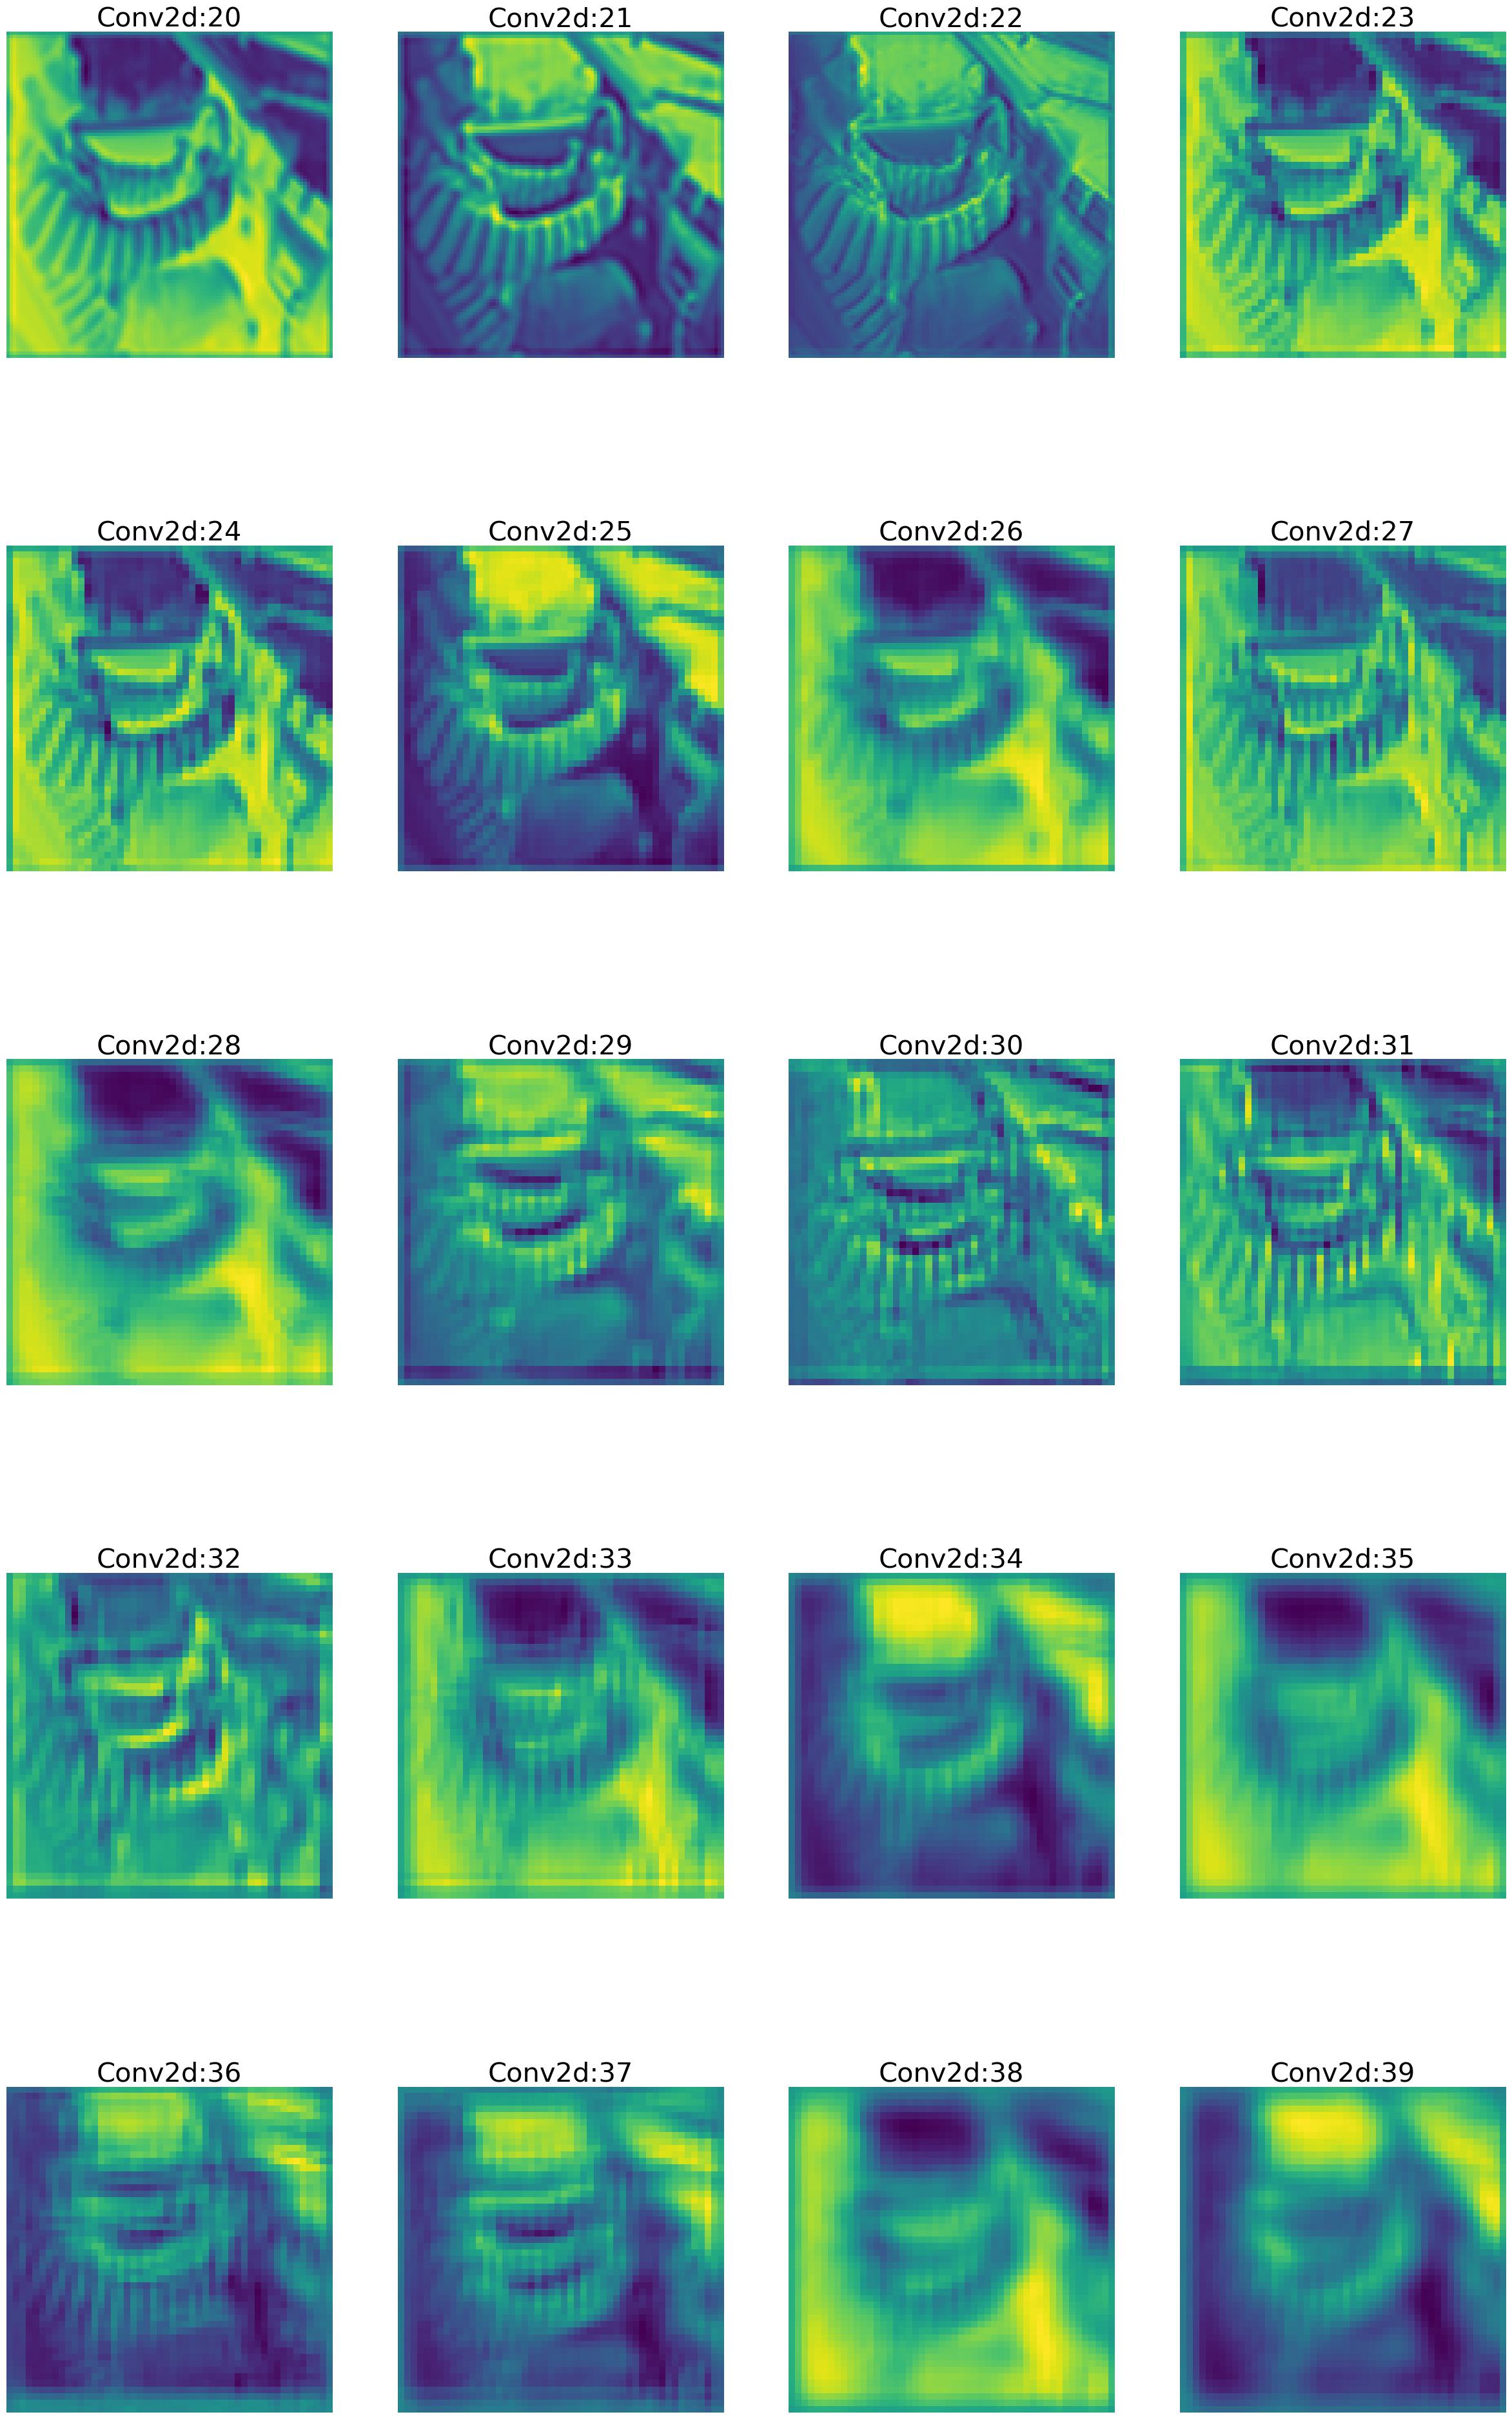 Conv2d:20 Conv2d:21 Conv2d:22 Conv2d:23
Conv2d:24 Conv2d:25 Conv2d:26 Conv2d:27
Conv2d:28 Conv2d:29 Conv2d:30 Conv2d:31
Conv2d:32 Conv2d:33 Conv2d:34 Conv2d:35
Conv2d:36 Conv2d:37 Conv2d:38 Conv2d:39